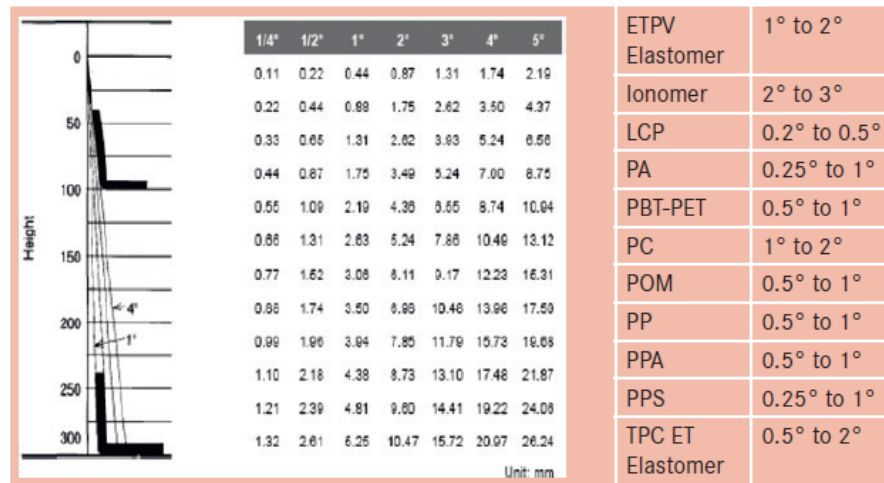 Height
0
50
100
150
200
250
300
4°
1°
1/4° 1/2° 1° 2° 3° 4° 5°
0.11 0.22 0.44 0.87 1.31 1.74 2.19
0.22 0.44 0.88 1.75 2.62 3.50 4.37
0.33 0.65 1.31 2.62 3.93 5.24 6.56
0.44 0.87 1.75 3.49 5.24 7.00 8.75
0.55 1.09 2.19 4.36 6.55 8.74 10.94
0.66 1.31 2.63 5.24 7.86 10.49 13.12
0.77 1.52 3.06 6.11 9.17 12.23 15.31
0.88 1.74 3.50 6.98 10.46 13.96 17.50
0.99 1.96 3.94 7.85 11.79 15.73 19.68
1.10 2.18 4.38 8.73 13.10 17.48 21.87
1.21 2.39 4.81 9.60 14.41 19.22 24.06
1.32 2.61 5.25 10.47 15.72 20.97 26.24
Unit: mm
ETPV 1° to 2°
Elastomer
Ionomer 2° to 3°
LCP 0.2° to 0.5°
PA 0.25° to 1°
PBT-PET 0.5° to 1°
PC 1° to 2°
POM 0.5° to 1°
PP 0.5° to 1°
PPA 0.5° to 1°
PPS 0.25° to 1°
TPC ET 0.5° to 2°
Elastomer